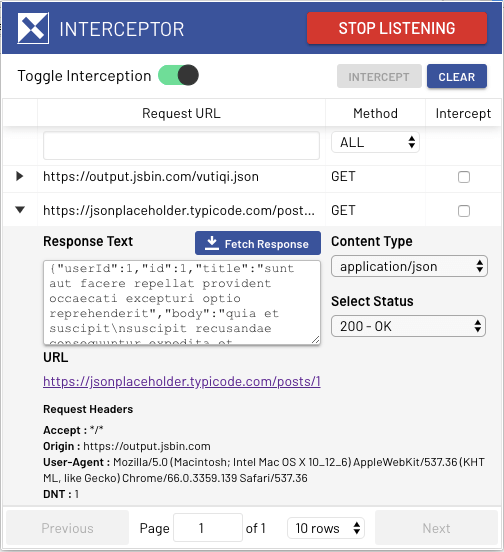 INTERCEPTOR
STOP LISTENING
Toggle Interception
INTERCEPT
CLEAR
Request URL
Method
Intercept
ALL
https://output.jsbin.com/vutiqi.json
GET
https://jsonplaceholder.typicode.com/post...
GET
Response Text
Fetch Response
{"userId":1,"id":1,"title":"sunt
aut facere repellat provident
occaecati excepturi optio
reprehenderit","body":"quia et
suscipit\nsuscipit recusandae
consequuntur expedita et
Content Type
application/json
Select Status
200 - OK
URL
https://jsonplaceholder.typicode.com/posts/1
Request Headers
Accept : */*
Origin : https://output.jsbin.com
User-Agent : Mozilla/5.0 (Macintosh; Intel Mac OS X 10_12_6) AppleWebKit/537.36 (KHT
ML, like Gecko) Chrome/66.0.3359.139 Safari/537.36
DNT : 1
Previous
Page 1 of 1
10 rows
Next